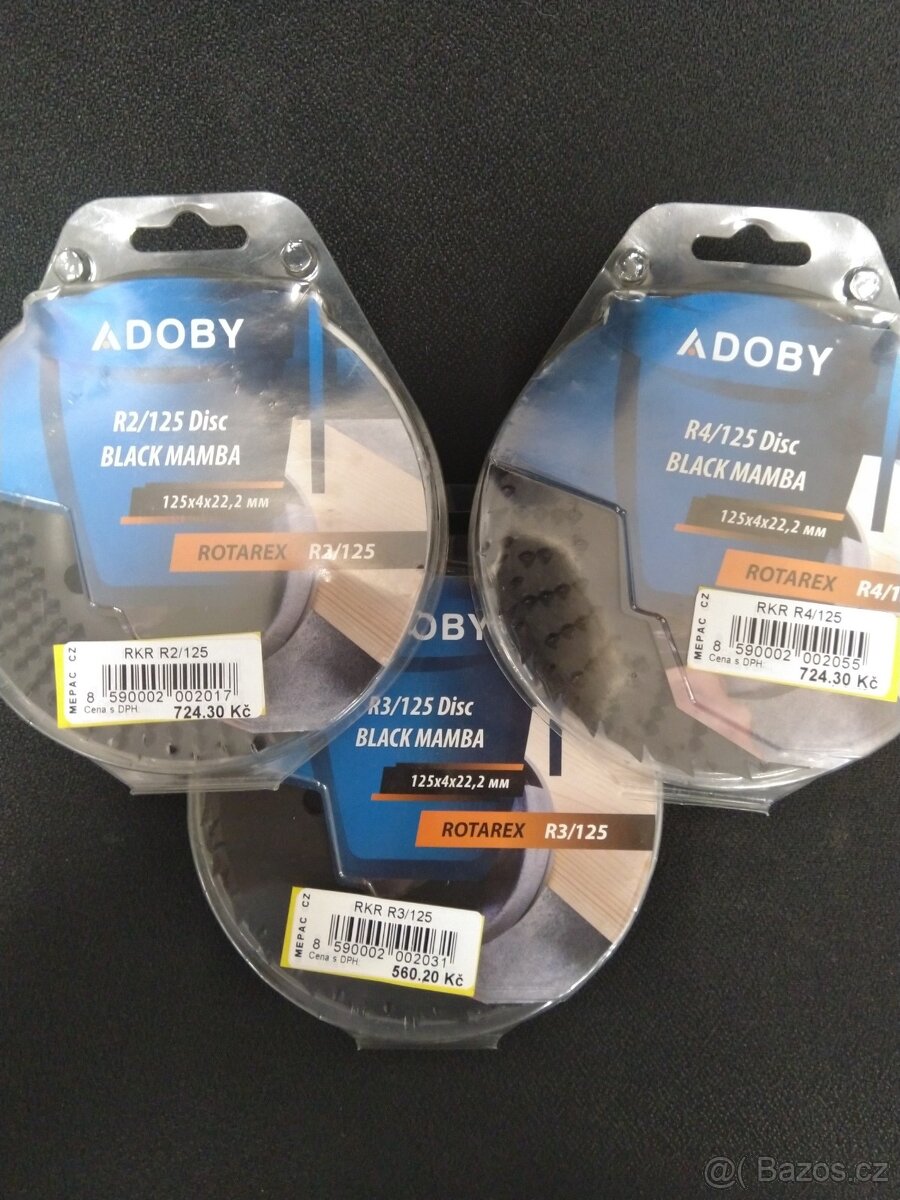 ADOBY
R2/125 Disc
BLACK MAMBA
125x4x22,2 мм
ROTAREX R2/125
MEPAC CZ
RKR R2/125
8 590002 002017
Cena s DPH:
724.30 Kč
ADOBY
R4/125 Disc
BLACK MAMBA
125x4x22,2 мм
ROTAREX R4/1
MEPAC CZ
RKR R4/125
8 590002 002055
Cena s DPH:
724.30 Kč
OBY
R3/125 Disc
BLACK MAMBA
125x4x22,2 мм
ROTAREX R3/125
MEPAC CZ
RKR R3/125
8 590002 002031
Cena s DPH:
560.20 Kč
@( Bazoš.cz